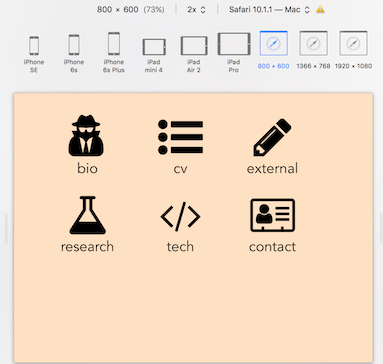 800 × 600 (73%) 2x Safari 10.1.1 — Mac
iPhone SE
iPhone 6s
iPhone 6s Plus
iPad mini 4
iPad Air 2
iPad Pro
800 × 600
1366 × 768
1920 × 1080
bio cv external
research tech contact